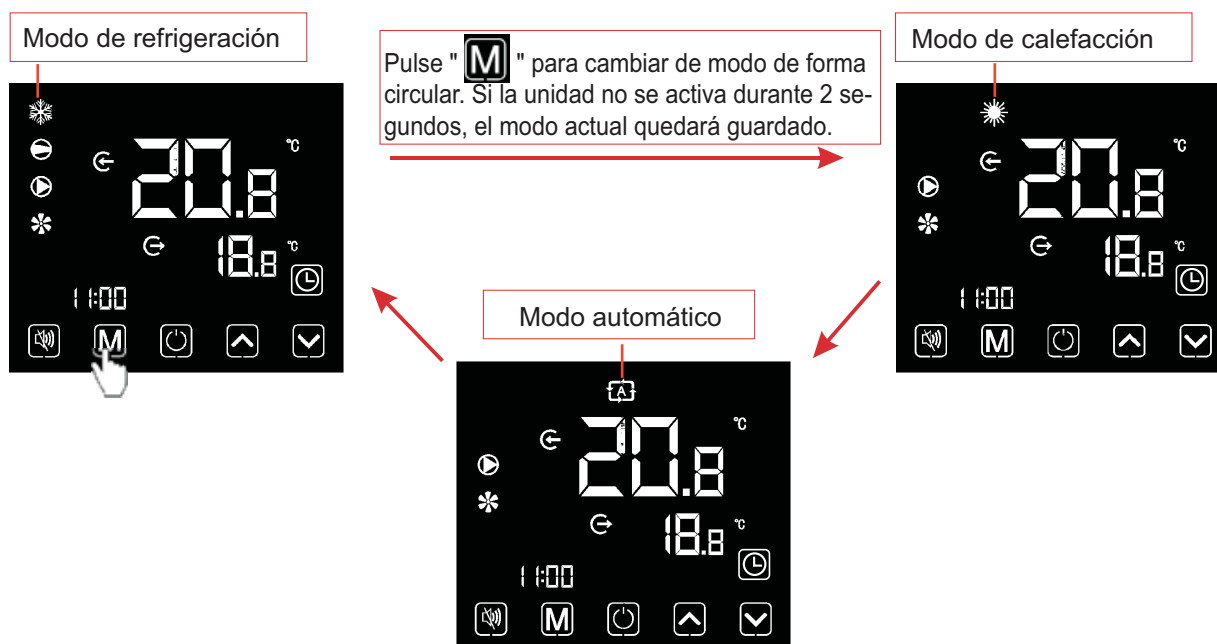 Modo de refrigeración
Pulse " M " para cambiar de modo de forma
circular. Si la unidad no se activa durante 2 se-
gundos, el modo actual quedará guardado.
Modo de calefacción
20.8 °C
18.8 °C
11:00
M
20.8 °C
18.8 °C
11:00
M
Modo automático
A
20.8 °C
18.8 °C
11:00
M